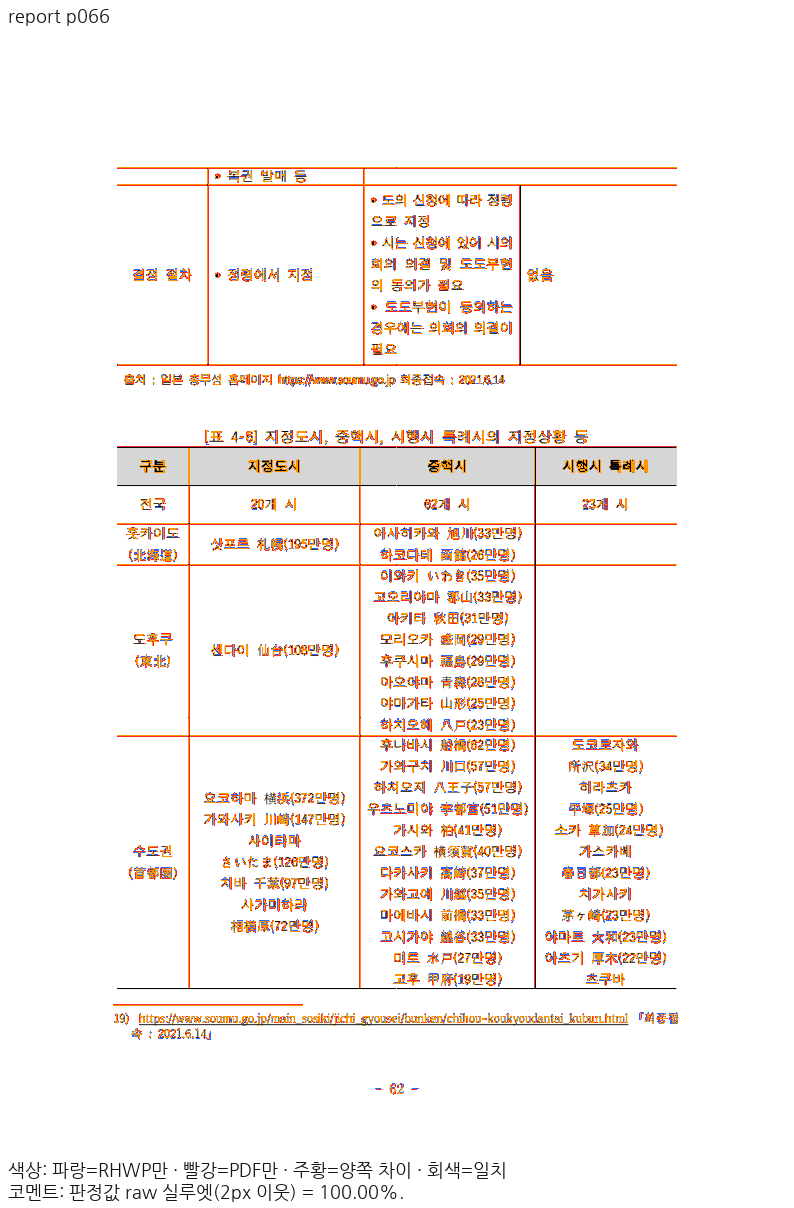 report p066
• 복권 발매 등
결정 절차
• 정령에서 지정
• 도의 신청에 따라 정령
으로 지정
• 시는 신청에 있어 시의
회의 의결 및 도도부현
의 동의가 필요
• 도도부현이 동의하는
경우에는 의회의 의결이
필요
없음
출처 : 일본 총무성 홈페이지 https://www.soumu.go.jp 최종접속 : 2021.6.14
[표 4-6] 지정도시, 중핵시, 시행시 특례시의 지정상황 등
구분 지정도시 중핵시 시행시 특례시
전국 20개 시 62개 시 23개 시
홋카이도
(北海道)
삿포르 札幌(195만명)
아사히카와 旭川(33만명)
하코다테 函館(26만명)
도후쿠
(東北)
센다이 仙台(108만명)
이와키 いわき(35만명)
고오리야마 郡山(33만명)
아키타 秋田(31만명)
모리오카 盛岡(29만명)
후쿠시마 福島(29만명)
아오에마 青森(28만명)
야마가타 山形(25만명)
하치오헤 八戸(23만명)
수도권
(首都圏)
요코하마 横浜(372만명)
가와사키 川崎(147만명)
사이타마
さいたま(126만명)
치바 千葉(97만명)
사가미하라
相模原(72만명)
후나바시 船橋(62만명)
가와구치 川口(57만명)
하치오지 八王子(57만명)
우츠노미야 宇都宮(51만명)
가시와 柏(41만명)
요코스카 横須賀(40만명)
다카사키 高崎(37만명)
가와고에 川越(35만명)
마에바시 前橋(33만명)
고시가야 越谷(33만명)
미토 水戸(27만명)
고후 甲府(19만명)
도코로자와
所沢(34만명)
히라츠카
平塚(25만명)
소카 草加(24만명)
가스카베
春日部(23만명)
치가사키
茅ヶ崎(23만명)
야마토 大和(23만명)
아츠기 厚木(22만명)
츠쿠바
19) https://www.soumu.go.jp/main_sosiki/jichi_gyousei/bunken/chihou-koukyoudantai_kubun.html 『최종접
속 : 2021.6.14』
- 62 -
색상: 파랑=RHWP만 · 빨강=PDF만 · 주황=양쪽 차이 · 회색=일치
코멘트: 판정값 raw 실루엣(2px 이웃) = 100.00%.